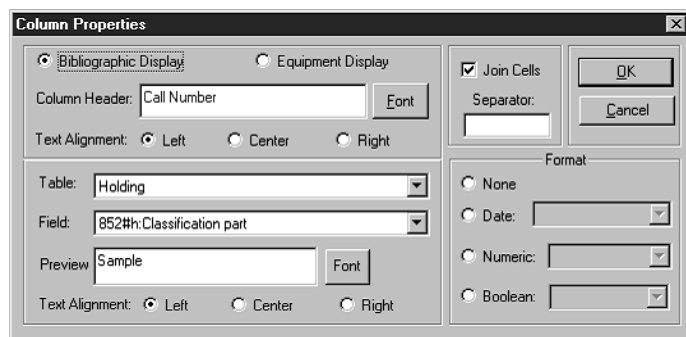 Column Properties
Bibliographic Display Equipment Display
Column Header: Call Number Font
Text Alignment: Left Center Right
Table: Holding
Field: 852#h:Classification part
Preview Sample Font
Text Alignment: Left Center Right
Join Cells
Separator:
OK
Cancel
Format
None
Date:
Numeric:
Boolean: